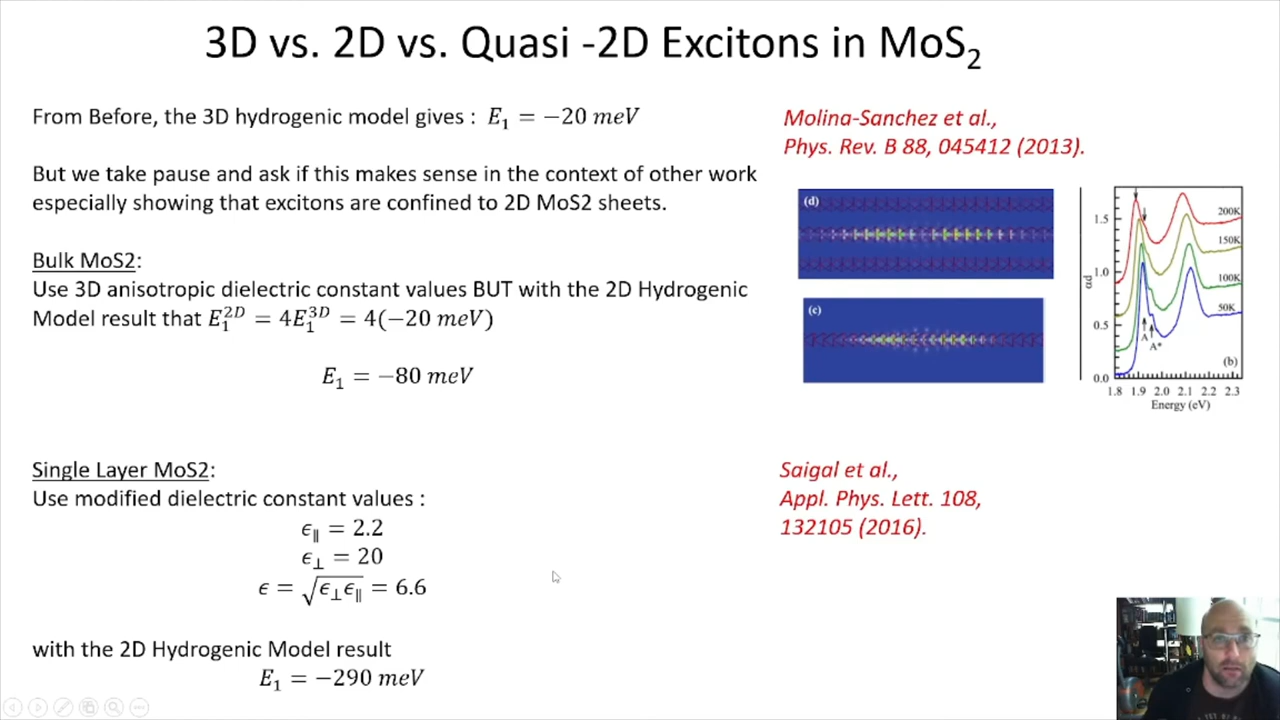 3D vs. 2D vs. Quasi -2D Excitons in MoS₂
From Before, the 3D hydrogenic model gives : E₁ = −20 meV
But we take pause and ask if this makes sense in the context of other work
especially showing that excitons are confined to 2D MoS2 sheets.
Bulk MoS2:
Use 3D anisotropic dielectric constant values BUT with the 2D Hydrogenic
Model result that E₁²ᴰ = 4E₁³ᴰ = 4(−20 meV)
E₁ = −80 meV
Single Layer MoS2:
Use modified dielectric constant values :
ϵ∥ = 2.2
ϵ⊥ = 20
ϵ = √ϵ⊥ϵ∥ = 6.6
with the 2D Hydrogenic Model result
E₁ = −290 meV
Molina-Sanchez et al.,
Phys. Rev. B 88, 045412 (2013).
(d)
(c)
αd
1.5
1.0
0.5
0.0
200K
150K
100K
50K
A
A*
(b)
1.8 1.9 2.0 2.1 2.2 2.3
Energy (eV)
Saigal et al.,
Appl. Phys. Lett. 108,
132105 (2016).